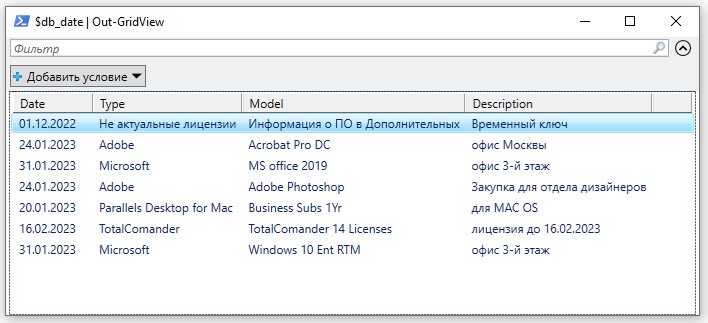 $db_date | Out-GridView
Фильтр
Добавить условие
Date Type Model Description
01.12.2022 Не актуальные лицензии Информация о ПО в Дополнительных Временный ключ
24.01.2023 Adobe Acrobat Pro DC офис Москвы
31.01.2023 Microsoft MS office 2019 офис 3-й этаж
24.01.2023 Adobe Adobe Photoshop Закупка для отдела дизайнеров
20.01.2023 Parallels Desktop for Mac Business Subs 1Yr для MAC OS
16.02.2023 TotalComander TotalComander 14 Licenses лицензия до 16.02.2023
31.01.2023 Microsoft Windows 10 Ent RTM офис 3-й этаж